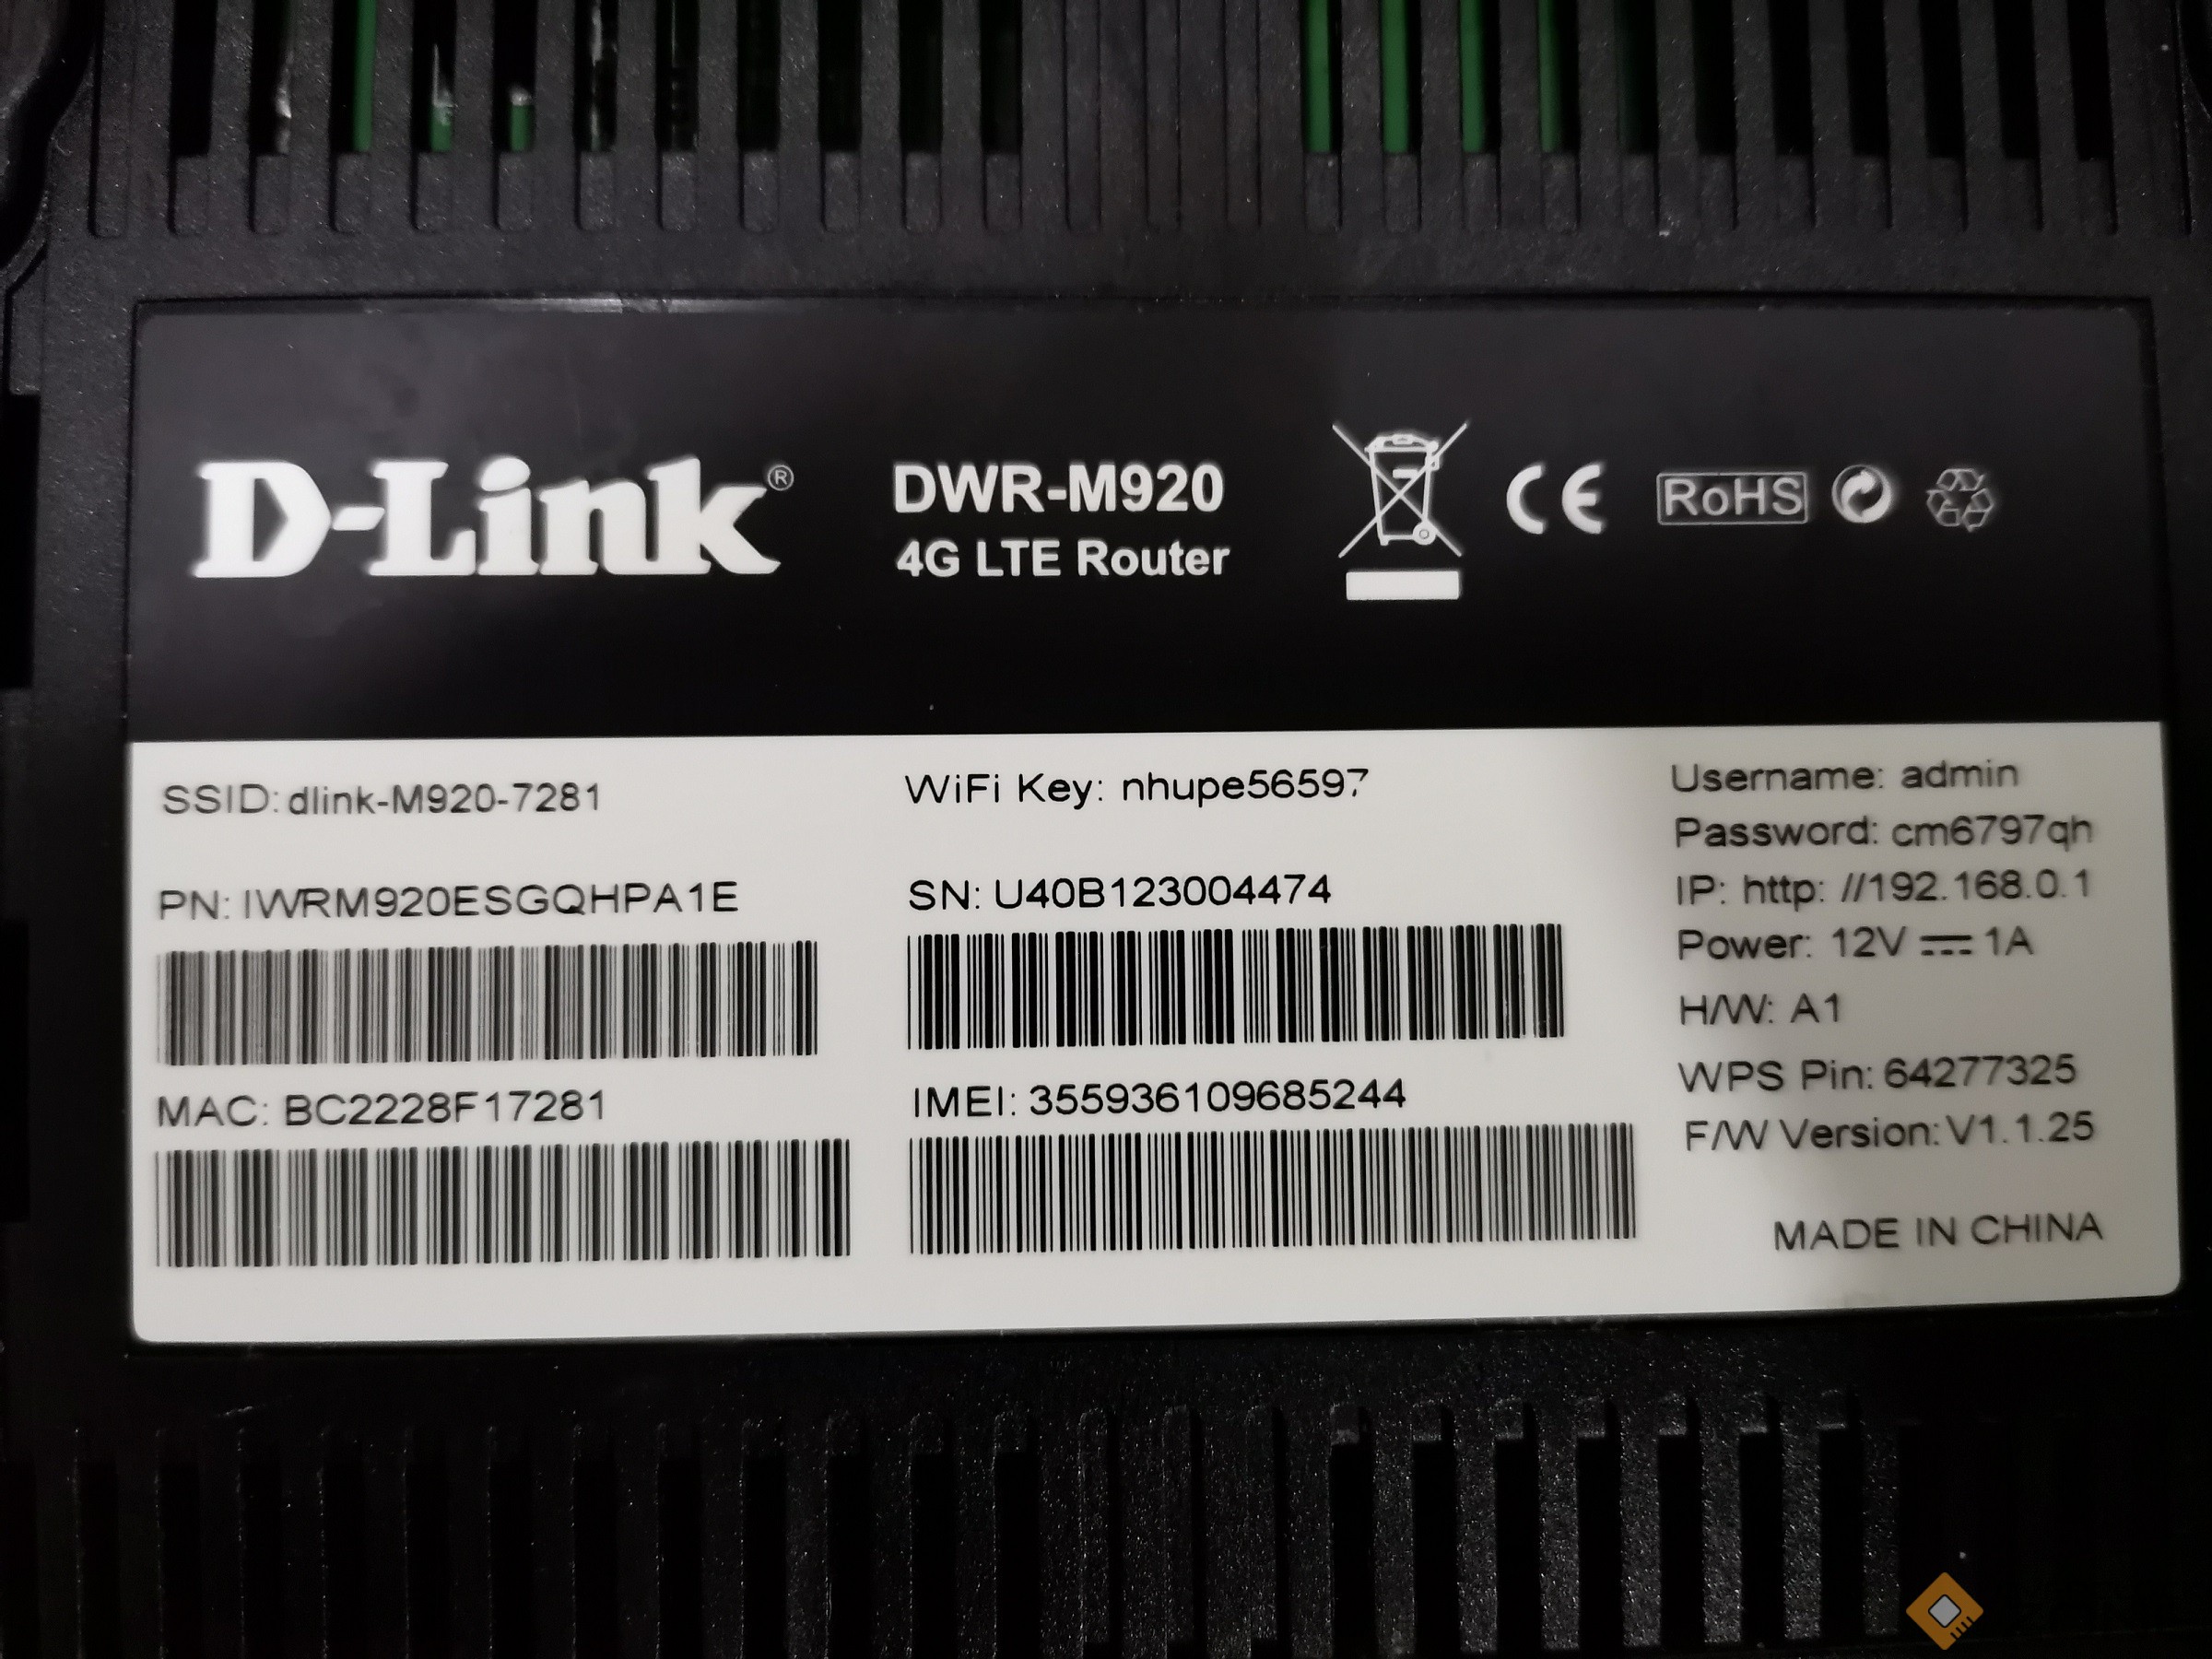 D-Link®
DWR-M920
4G LTE Router
CE
RoHS
SSID: dlink-M920-7281
PN: IWRM920ESGQHPA1E
MAC: BC2228F17281
WiFi Key: nhupe56597
SN: U40B123004474
IMEI: 355936109685244
Username: admin
Password: cm6797qh
IP: http: //192.168.0.1
Power: 12V ⎓ 1A
H/W: A1
WPS Pin: 64277325
F/W Version: V1.1.25
MADE IN CHINA